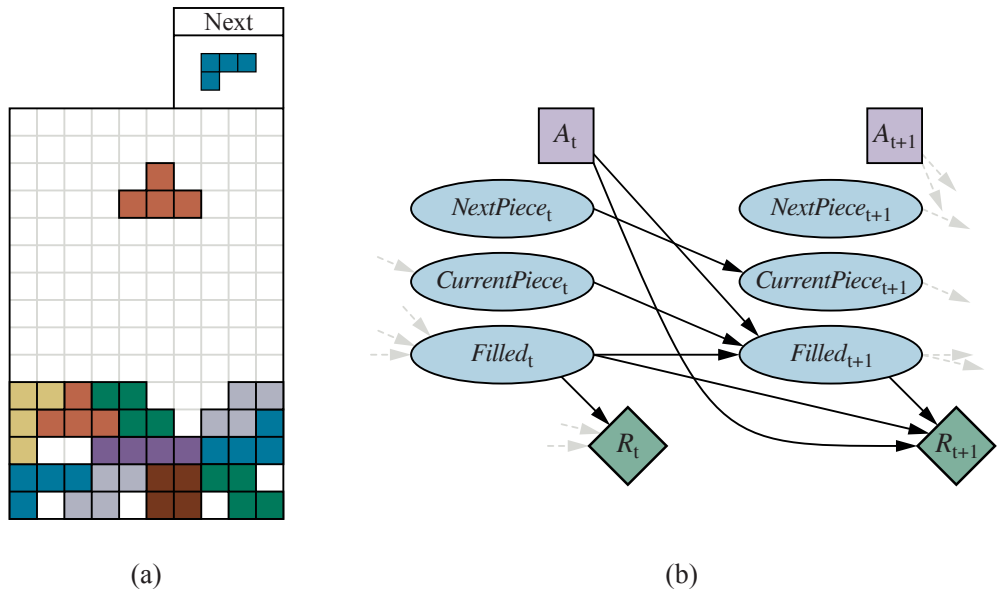 Next
A_t
A_t+1
NextPiece_t
NextPiece_t+1
CurrentPiece_t
CurrentPiece_t+1
Filled_t
Filled_t+1
R_t
R_t+1
(a)
(b)